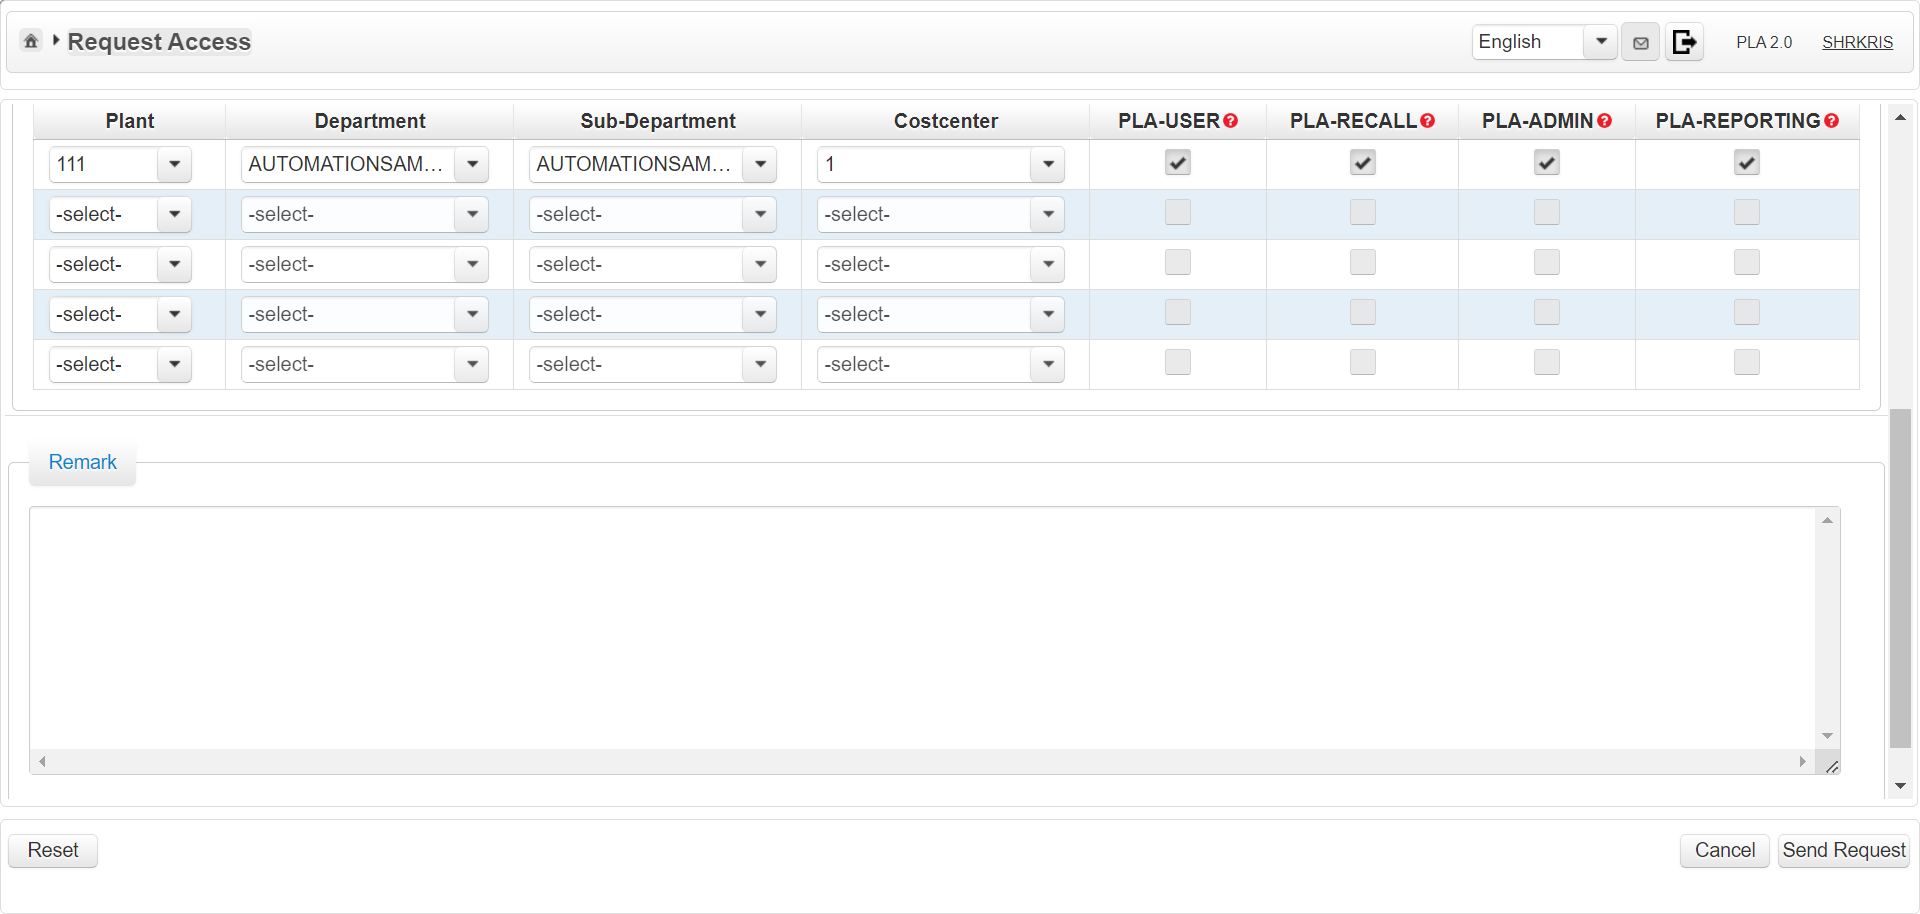 Request Access
English PLA 2.0 SHRKRIS
Plant Department Sub-Department Costcenter PLA-USER? PLA-RECALL? PLA-ADMIN? PLA-REPORTING?
111 AUTOMATIONSAM... AUTOMATIONSAM... 1
-select- -select- -select- -select-
-select- -select- -select- -select-
-select- -select- -select- -select-
-select- -select- -select- -select-
Remark
Reset Cancel Send Request